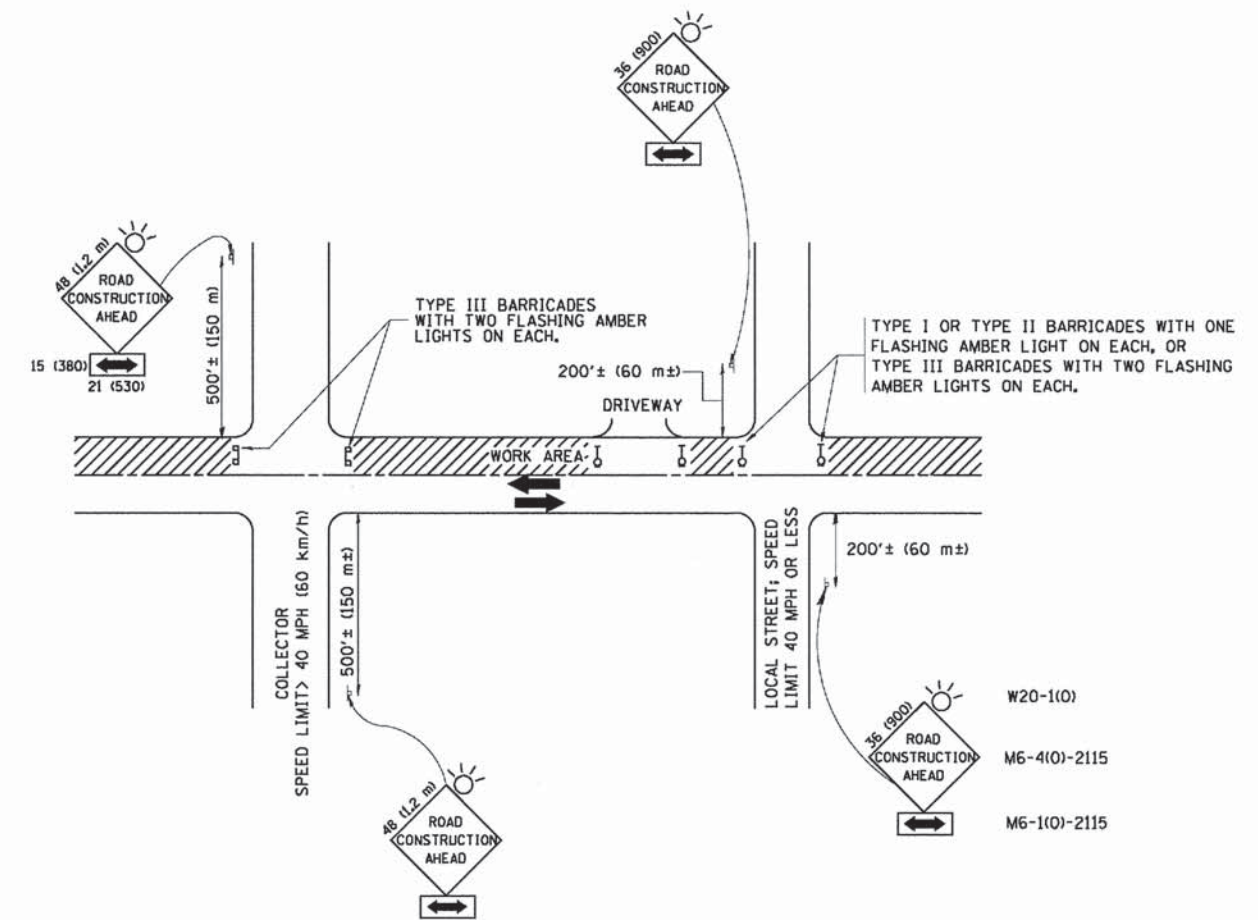 36 (900)
ROAD
CONSTRUCTION
AHEAD
48 (1.2 m)
ROAD
CONSTRUCTION
AHEAD
15 (380)
21 (530)
500'± (150 m)
TYPE III BARRICADES
WITH TWO FLASHING AMBER
LIGHTS ON EACH.
200'± (60 m±)
DRIVEWAY
TYPE I OR TYPE II BARRICADES WITH ONE
FLASHING AMBER LIGHT ON EACH, OR
TYPE III BARRICADES WITH TWO FLASHING
AMBER LIGHTS ON EACH.
WORK AREA
COLLECTOR
SPEED LIMIT> 40 MPH (60 km/h)
500'± (150 m±)
LOCAL STREET; SPEED
LIMIT 40 MPH OR LESS
200'± (60 m±)
36 (900)
ROAD
CONSTRUCTION
AHEAD
W20-1(O)
M6-4(O)-2115
M6-1(O)-2115
48 (1.2 m)
ROAD
CONSTRUCTION
AHEAD